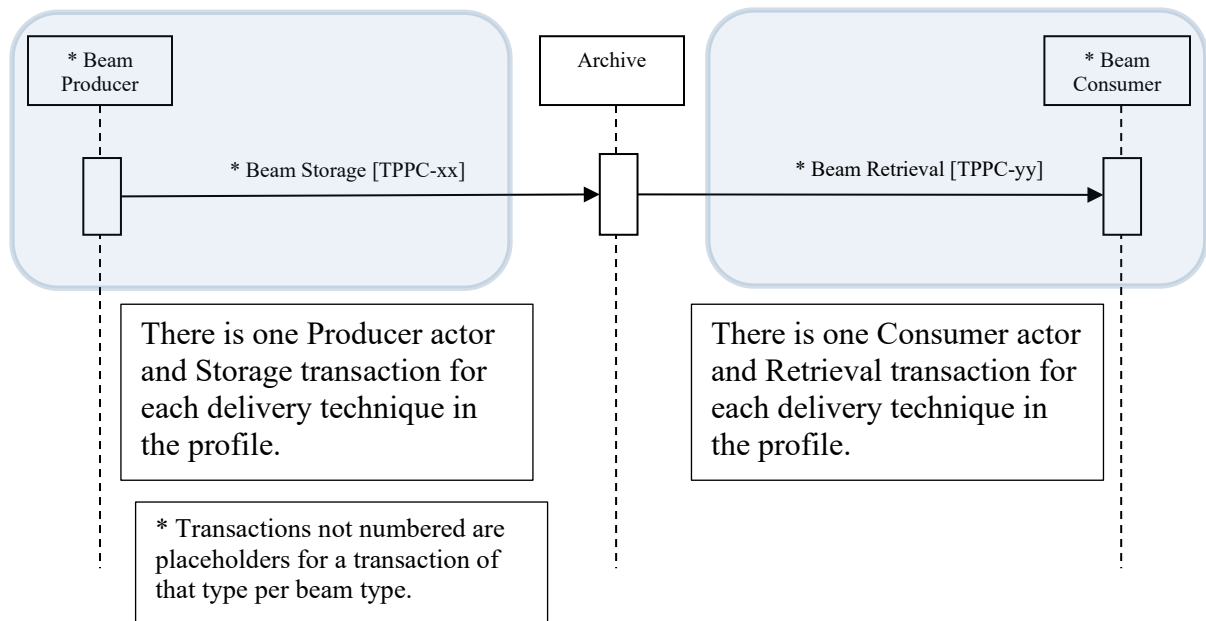 * Beam
Producer
Archive
* Beam
Consumer
* Beam Storage [TPPC-xx]
* Beam Retrieval [TPPC-yy]
There is one Producer actor
and Storage transaction for
each delivery technique in
the profile.
There is one Consumer actor
and Retrieval transaction for
each delivery technique in
the profile.
* Transactions not numbered are
placeholders for a transaction of
that type per beam type.